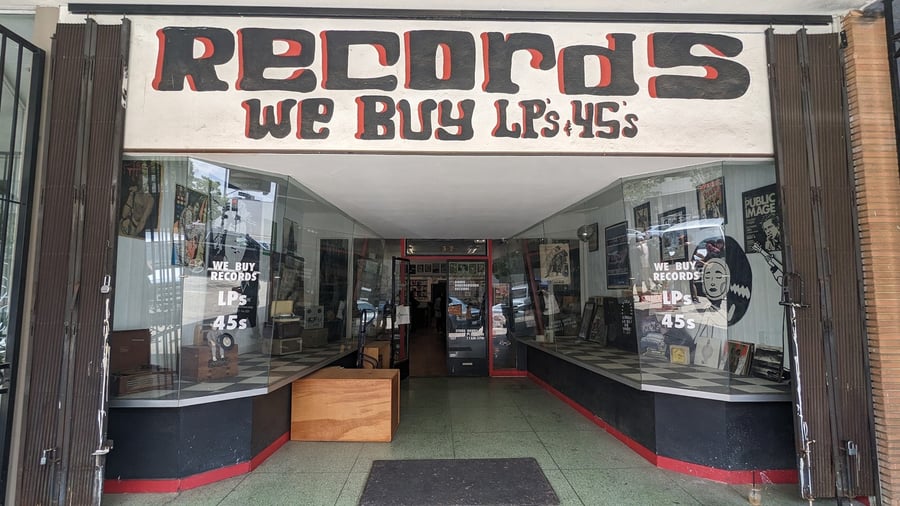 RECORDS
WE BUY LP's & 45's
WE BUY
RECORDS
LPs
45s
WE BUY
RECORDS
LPs
45s
PUBLIC
IMAGE